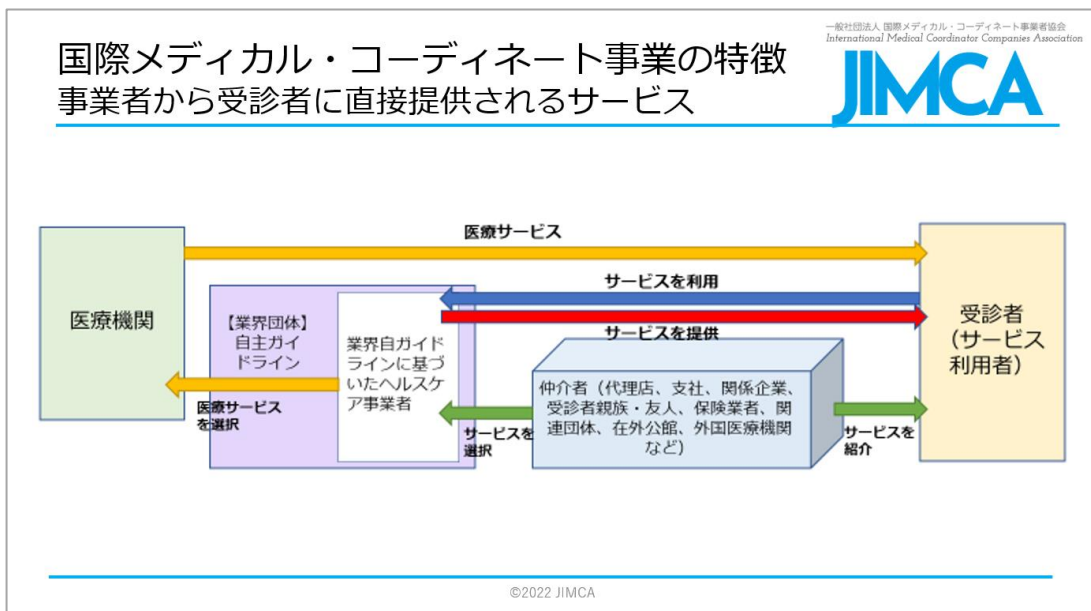 一般社団法人 国際メディカル・コーディネート事業者協会
International Medical Coordinator Companies Association
JIMCA
国際メディカル・コーディネート事業の特徴
事業者から受診者に直接提供されるサービス
医療サービス
医療機関
【業界団体】
自主ガイ
ドライン
業界自ガイド
ラインに基づ
いたヘルスケ
ア事業者
サービスを利用
サービスを提供
受診者
（サービス
利用者）
仲介者（代理店、支社、関係企業、
受診者親族・友人、保険業者、関
連団体、在外公館、外国医療機関
など）
医療サービス
を選択
サービスを
選択
サービスを
紹介
©2022 JIMCA